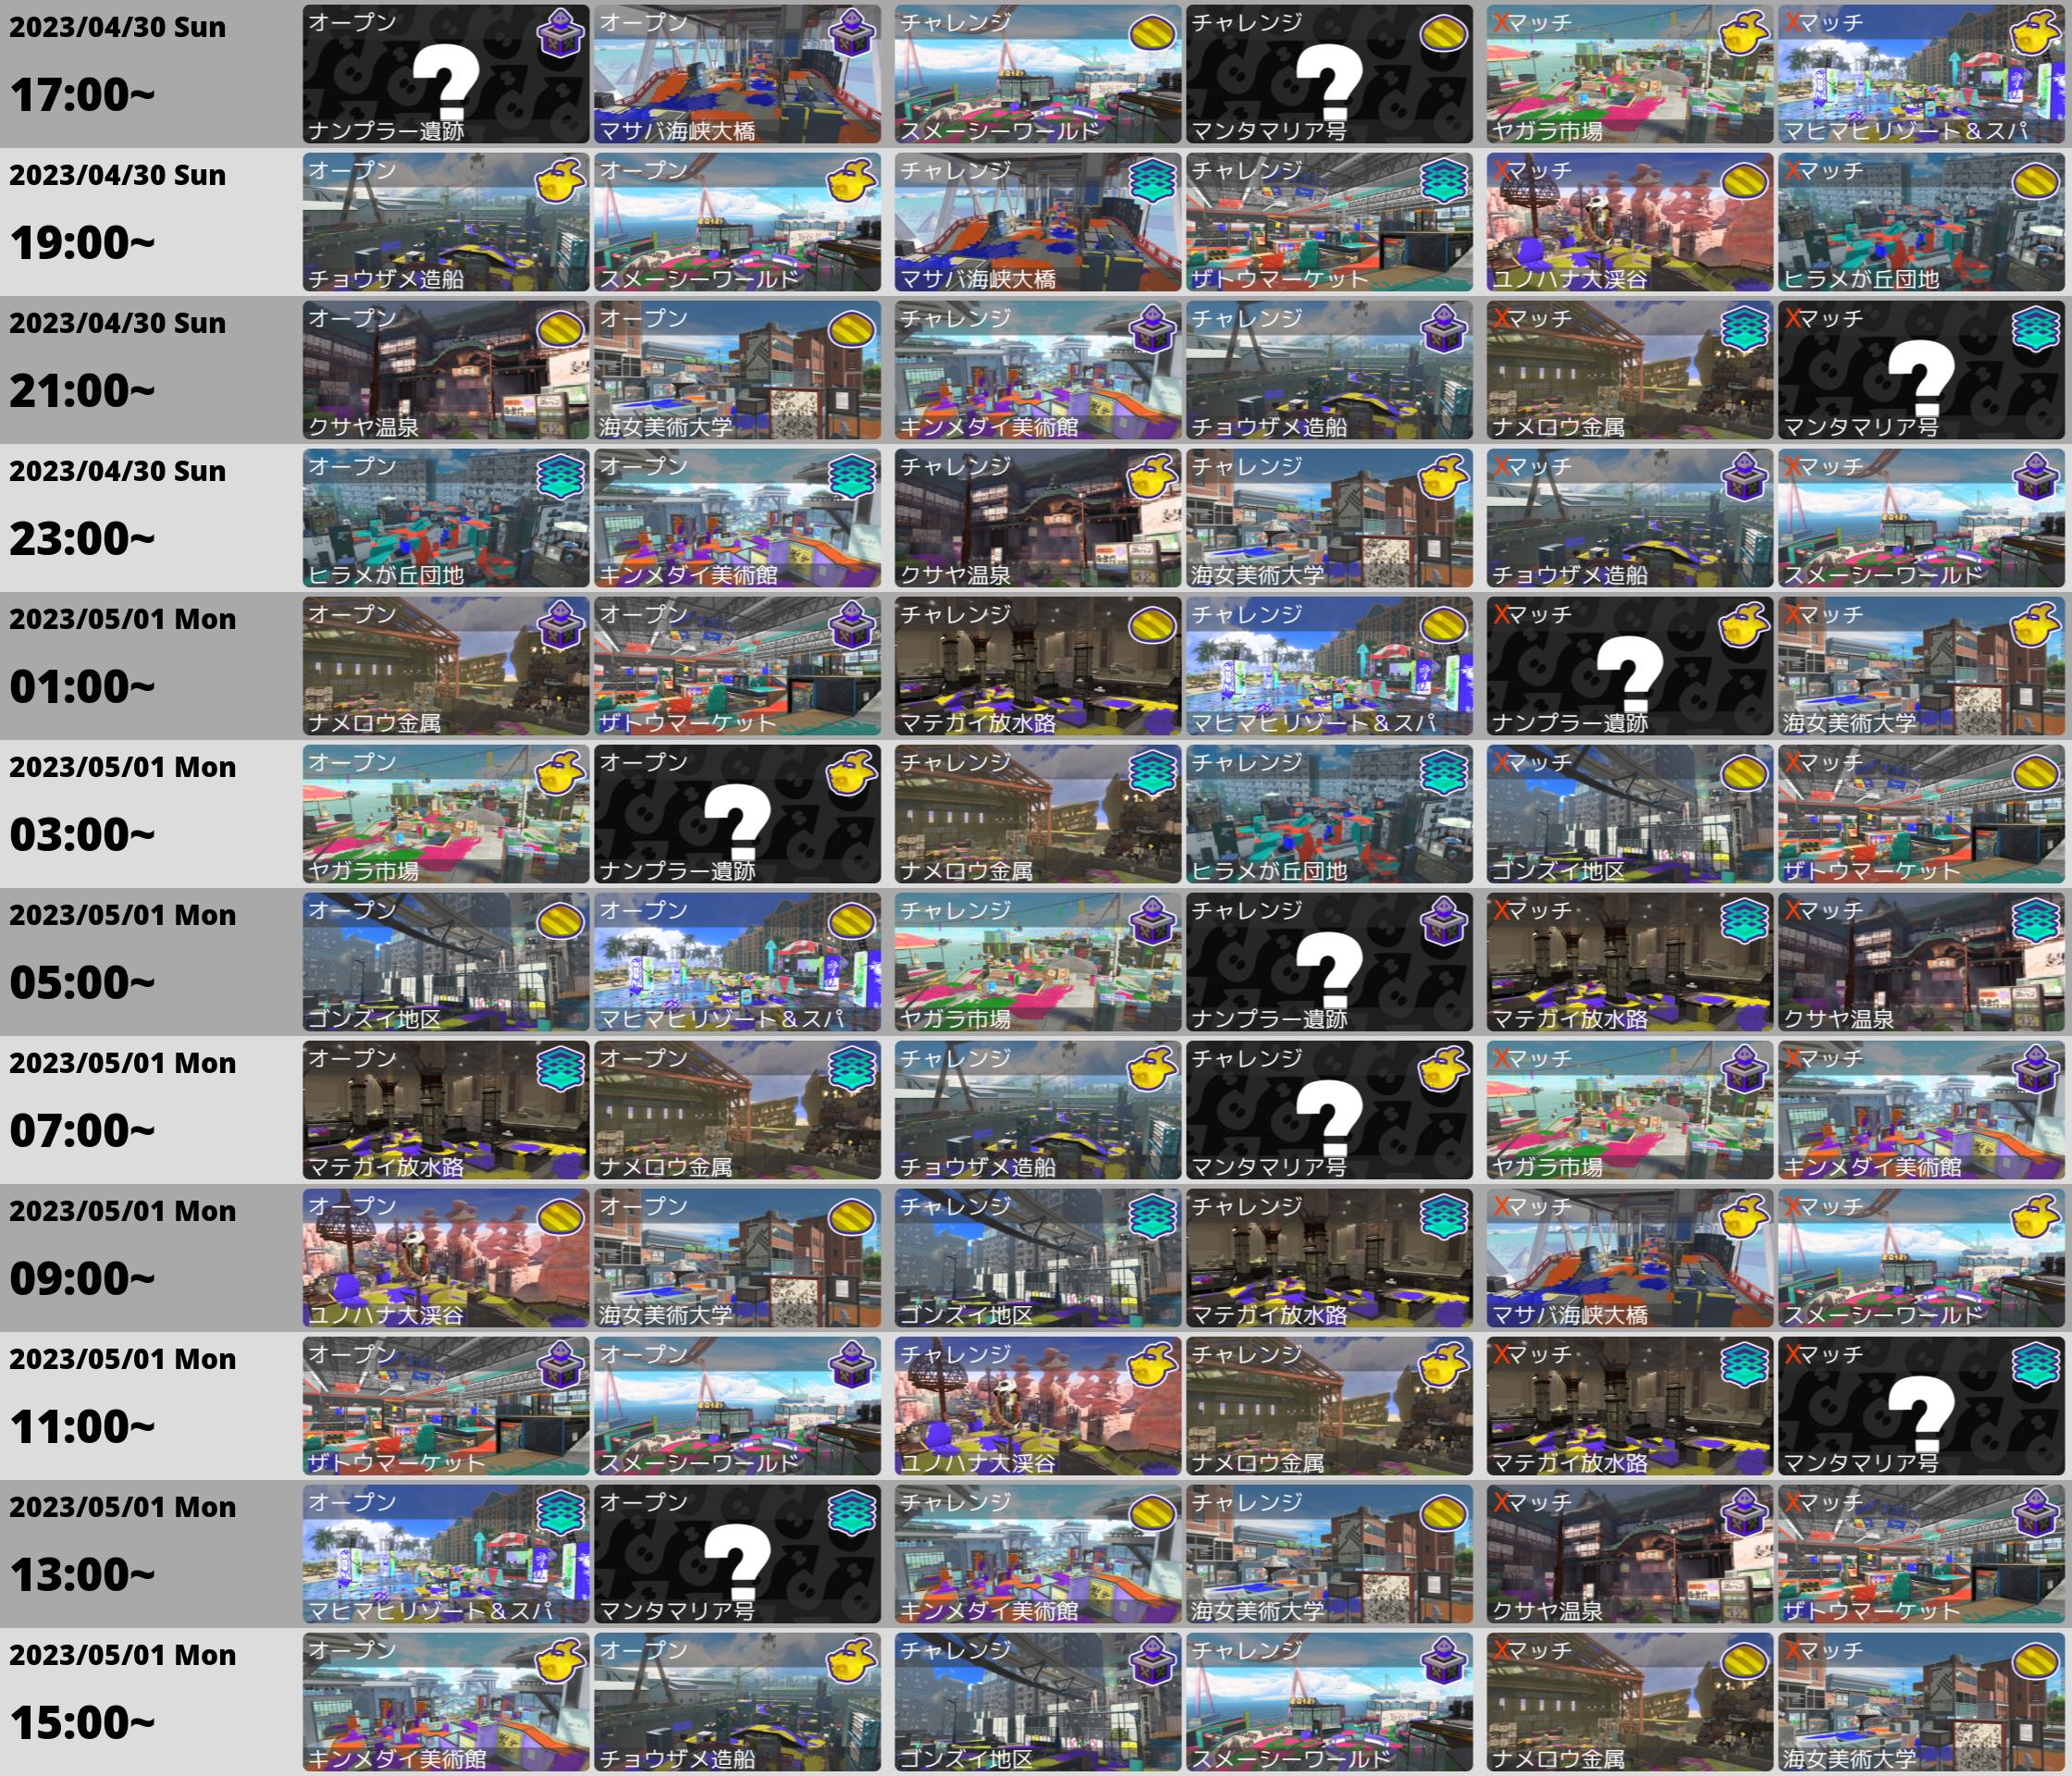 2023/04/30 Sun
17:00~
オープン オープン チャレンジ チャレンジ Xマッチ Xマッチ
ナンプラー遺跡 マサバ海峡大橋 スメーシーワールド マンタマリア号 ヤガラ市場 マヒマヒリゾート＆スパ
2023/04/30 Sun
19:00~
オープン オープン チャレンジ チャレンジ Xマッチ Xマッチ
チョウザメ造船 スメーシーワールド マサバ海峡大橋 ザトウマーケット ユノハナ大渓谷 ヒラメが丘団地
2023/04/30 Sun
21:00~
オープン オープン チャレンジ チャレンジ Xマッチ Xマッチ
クサヤ温泉 海女美術大学 キンメダイ美術館 チョウザメ造船 ナメロウ金属 マンタマリア号
2023/04/30 Sun
23:00~
オープン オープン チャレンジ チャレンジ Xマッチ Xマッチ
ヒラメが丘団地 キンメダイ美術館 クサヤ温泉 海女美術大学 チョウザメ造船 スメーシーワールド
2023/05/01 Mon
01:00~
オープン オープン チャレンジ チャレンジ Xマッチ Xマッチ
ナメロウ金属 ザトウマーケット マテガイ放水路 マヒマヒリゾート＆スパ ナンプラー遺跡 海女美術大学
2023/05/01 Mon
03:00~
オープン オープン チャレンジ チャレンジ Xマッチ Xマッチ
ヤガラ市場 ナンプラー遺跡 ナメロウ金属 ヒラメが丘団地 ゴンズイ地区 ザトウマーケット
2023/05/01 Mon
05:00~
オープン オープン チャレンジ チャレンジ Xマッチ Xマッチ
ゴンズイ地区 マヒマヒリゾート＆スパ ヤガラ市場 ナンプラー遺跡 マテガイ放水路 クサヤ温泉
2023/05/01 Mon
07:00~
オープン オープン チャレンジ チャレンジ Xマッチ Xマッチ
マテガイ放水路 ナメロウ金属 チョウザメ造船 マンタマリア号 ヤガラ市場 キンメダイ美術館
2023/05/01 Mon
09:00~
オープン オープン チャレンジ チャレンジ Xマッチ Xマッチ
ユノハナ大渓谷 海女美術大学 ゴンズイ地区 マテガイ放水路 マサバ海峡大橋 スメーシーワールド
2023/05/01 Mon
11:00~
オープン オープン チャレンジ チャレンジ Xマッチ Xマッチ
ザトウマーケット スメーシーワールド ユノハナ大渓谷 ナメロウ金属 マテガイ放水路 マンタマリア号
2023/05/01 Mon
13:00~
オープン オープン チャレンジ チャレンジ Xマッチ Xマッチ
マヒマヒリゾート＆スパ マンタマリア号 キンメダイ美術館 海女美術大学 クサヤ温泉 ザトウマーケット
2023/05/01 Mon
15:00~
オープン オープン チャレンジ チャレンジ Xマッチ Xマッチ
キンメダイ美術館 チョウザメ造船 ゴンズイ地区 スメーシーワールド ナメロウ金属 海女美術大学